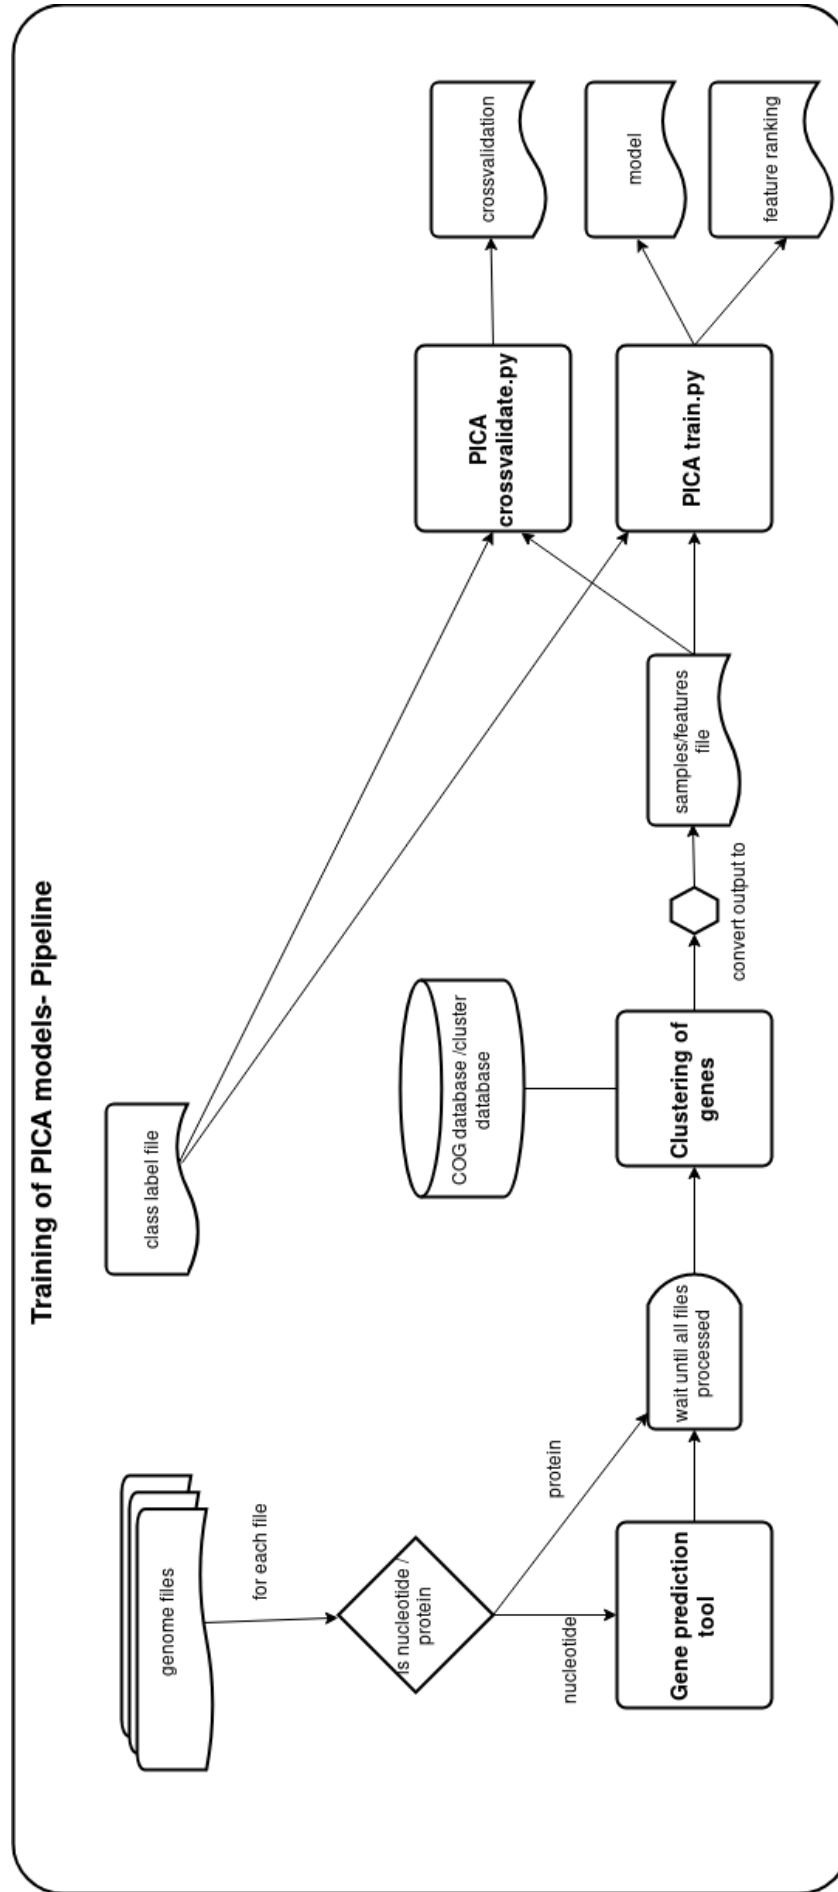 Training of PICA models- Pipeline
genome files
for each file
is nucleotide /
protein
nucleotide
protein
Gene prediction
tool
wait until all files
processed
class label file
COG database /cluster
database
Clustering of
genes
convert output to
samples/features
file
PICA
crossvalidate.py
PICA train.py
crossvalidation
model
feature ranking